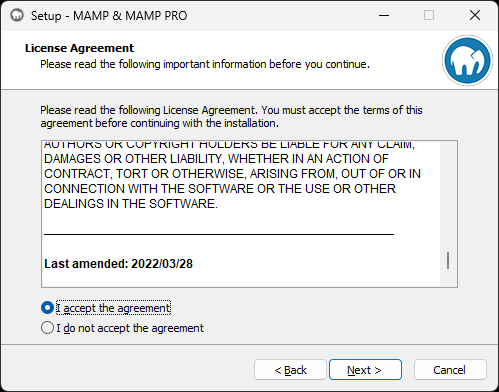 Setup - MAMP & MAMP PRO
License Agreement
Please read the following important information before you continue.
Please read the following License Agreement. You must accept the terms of this
agreement before continuing with the installation.
AUTHORS OR COPYRIGHT HOLDERS BE LIABLE FOR ANY CLAIM,
DAMAGES OR OTHER LIABILITY, WHETHER IN AN ACTION OF
CONTRACT, TORT OR OTHERWISE, ARISING FROM, OUT OF OR IN
CONNECTION WITH THE SOFTWARE OR THE USE OR OTHER
DEALINGS IN THE SOFTWARE.
Last amended: 2022/03/28
I accept the agreement
I do not accept the agreement
< Back
Next >
Cancel